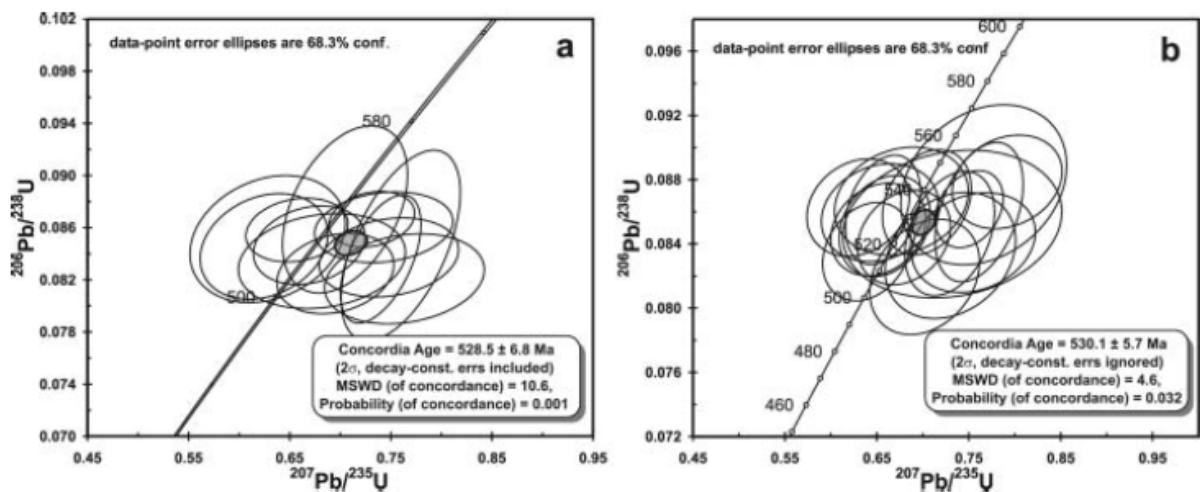 0.102
0.098
0.094
0.090
0.086
0.082
0.078
0.074
0.070
206Pb/238U
data-point error ellipses are 68.3% conf.
a
580
500
Concordia Age = 528.5 ± 6.8 Ma
(2σ, decay-const. errs included)
MSWD (of concordance) = 10.6,
Probability (of concordance) = 0.001
0.45 0.55 0.65 0.75 0.85 0.95
207Pb/235U
0.096
0.092
0.088
0.084
0.080
0.076
0.072
206Pb/238U
data-point error ellipses are 68.3% conf
b
600
580
560
540
520
500
480
460
Concordia Age = 530.1 ± 5.7 Ma
(2σ, decay-const. errs ignored)
MSWD (of concordance) = 4.6,
Probability (of concordance) = 0.032
0.45 0.55 0.65 0.75 0.85 0.95
207Pb/235U